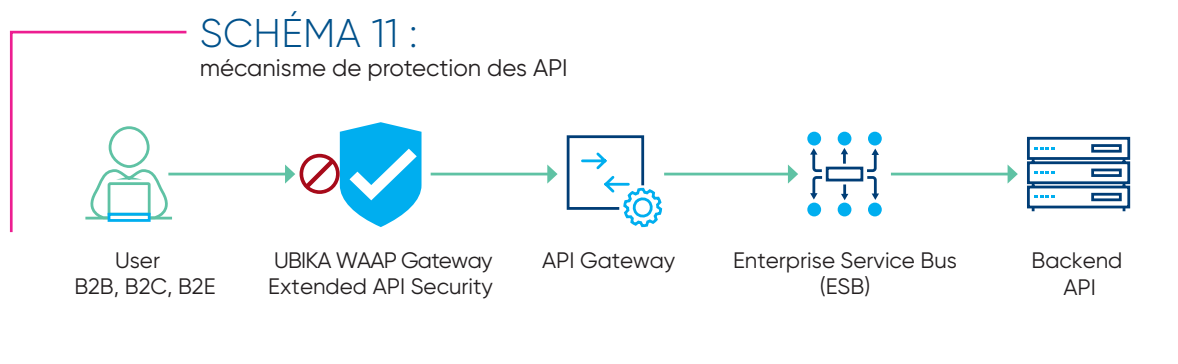 SCHÉMA 11 :
mécanisme de protection des API
User
B2B, B2C, B2E
UBIKA WAAP Gateway
Extended API Security
API Gateway
Enterprise Service Bus
(ESB)
Backend
API